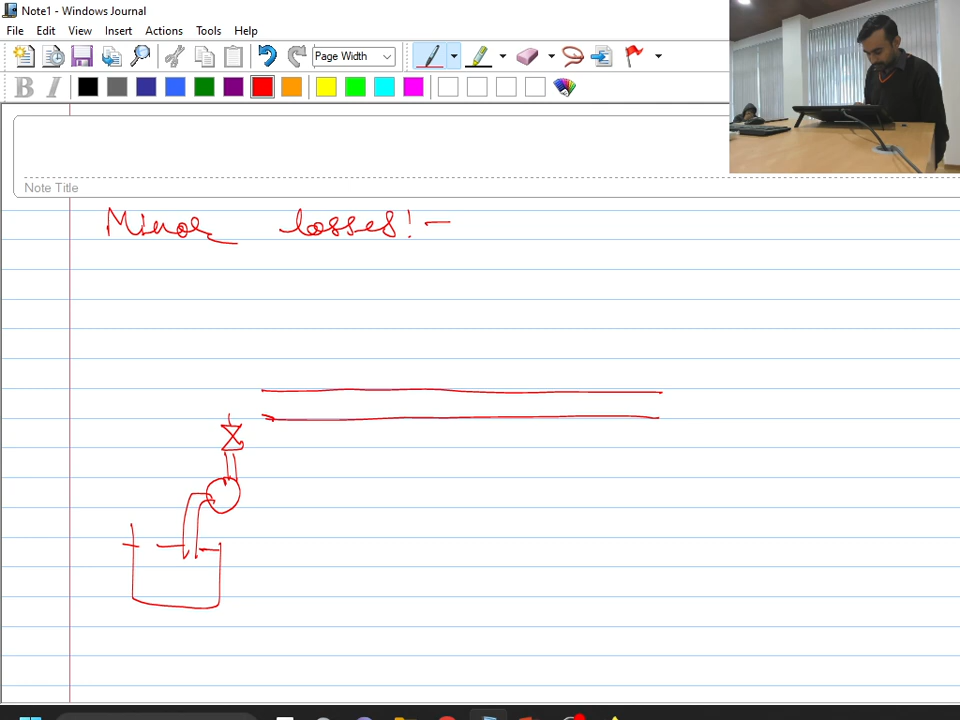 Note1 - Windows Journal
File Edit View Insert Actions Tools Help
Page Width
B I
Note Title
Minor losses! -